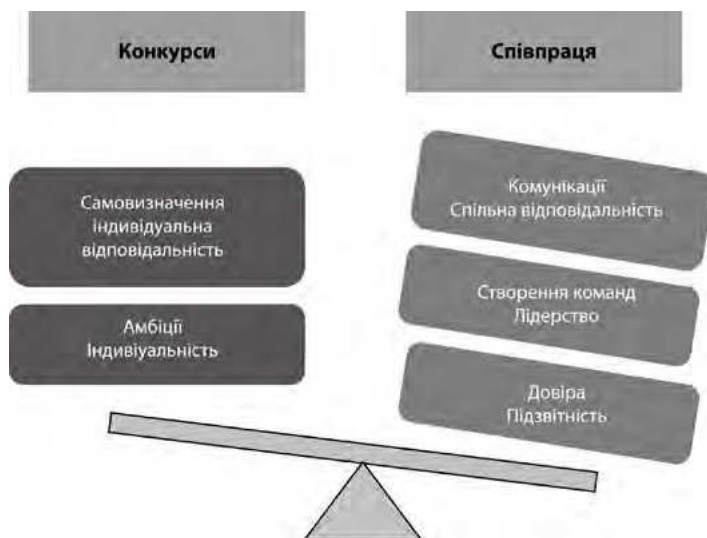 Конкурси
Співпраця
Самовизначення
індивідуальна
відповідальність
Амбіції
Індивіуальність
Комунікації
Спільна відповідальність
Створення команд
Лідерство
Довіра
Підзвітність